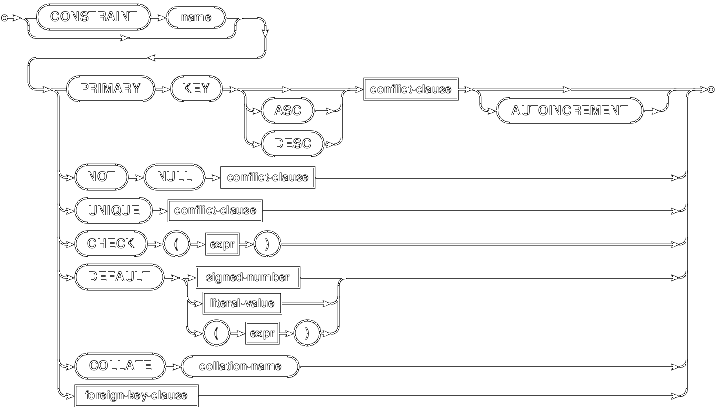 CONSTRAINT name
PRIMARY KEY conflict-clause
ASC AUTOINCREMENT
DESC
NOT NULL conflict-clause
UNIQUE conflict-clause
CHECK ( expr )
DEFAULT signed-number
literal-value
( expr )
COLLATE collation-name
foreign-key-clause